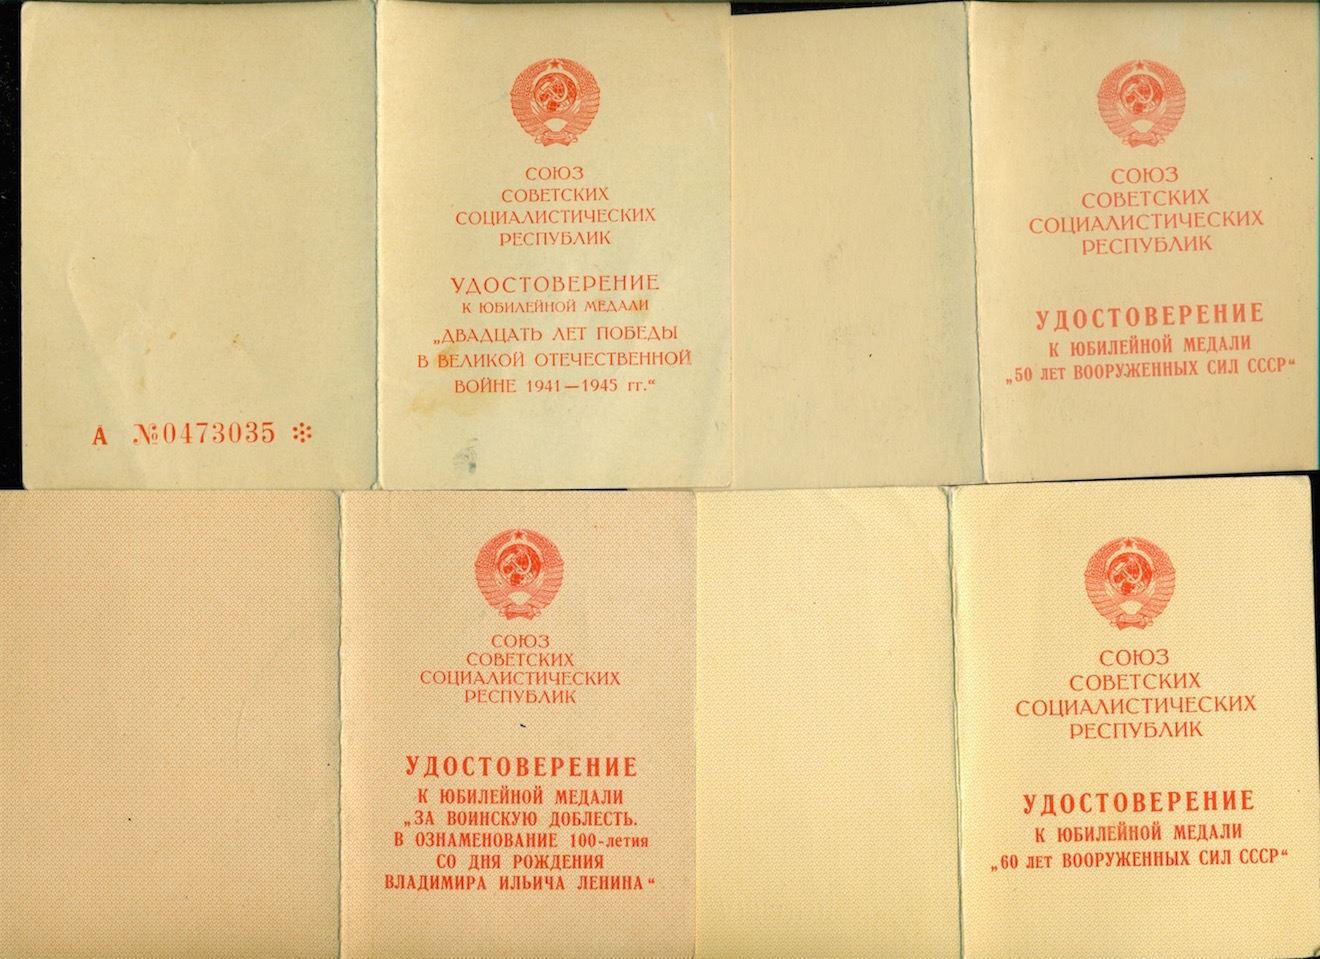 СОЮЗ
СОВЕТСКИХ
СОЦИАЛИСТИЧЕСКИХ
РЕСПУБЛИК
УДОСТОВЕРЕНИЕ
К ЮБИЛЕЙНОЙ МЕДАЛИ
„ДВАДЦАТЬ ЛЕТ ПОБЕДЫ
В ВЕЛИКОЙ ОТЕЧЕСТВЕННОЙ
ВОЙНЕ 1941—1945 гг.“
А №0473035
СОЮЗ
СОВЕТСКИХ
СОЦИАЛИСТИЧЕСКИХ
РЕСПУБЛИК
УДОСТОВЕРЕНИЕ
К ЮБИЛЕЙНОЙ МЕДАЛИ
„50 ЛЕТ ВООРУЖЕННЫХ СИЛ СССР“
СОЮЗ
СОВЕТСКИХ
СОЦИАЛИСТИЧЕСКИХ
РЕСПУБЛИК
УДОСТОВЕРЕНИЕ
К ЮБИЛЕЙНОЙ МЕДАЛИ
„ЗА ВОИНСКУЮ ДОБЛЕСТЬ.
В ОЗНАМЕНОВАНИЕ 100-летия
СО ДНЯ РОЖДЕНИЯ
ВЛАДИМИРА ИЛЬИЧА ЛЕНИНА“
СОЮЗ
СОВЕТСКИХ
СОЦИАЛИСТИЧЕСКИХ
РЕСПУБЛИК
УДОСТОВЕРЕНИЕ
К ЮБИЛЕЙНОЙ МЕДАЛИ
„60 ЛЕТ ВООРУЖЕННЫХ СИЛ СССР“